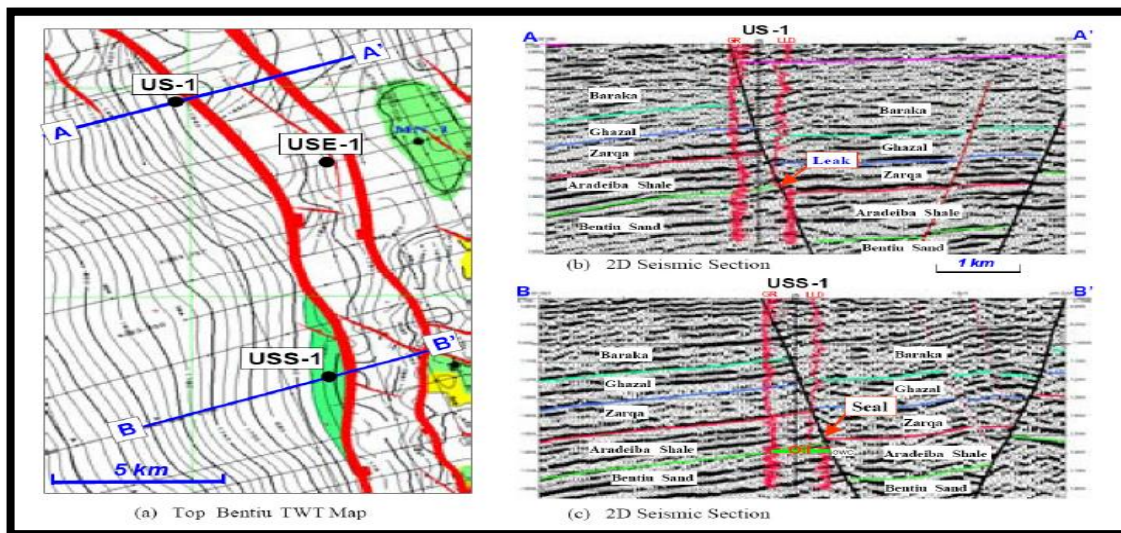 US-1
A
A'
USE-1
USS-1
B
B'
5 km
(a) Top Bentiu TWT Map
US-1
A
A'
GR
LLD
Baraka
Baraka
Ghazal
Ghazal
Zarqa
Leak
Zarqa
Aradeiba Shale
Aradeiba Shale
Bentiu Sand
Bentiu Sand
(b) 2D Seismic Section
1 km
USS-1
B
B'
GR
LLD
Baraka
Baraka
Ghazal
Ghazal
Zarqa
Seal
Zarqa
Aradeiba Shale
Oil
OWC
Aradeiba Shale
Bentiu Sand
Bentiu Sand
(c) 2D Seismic Section